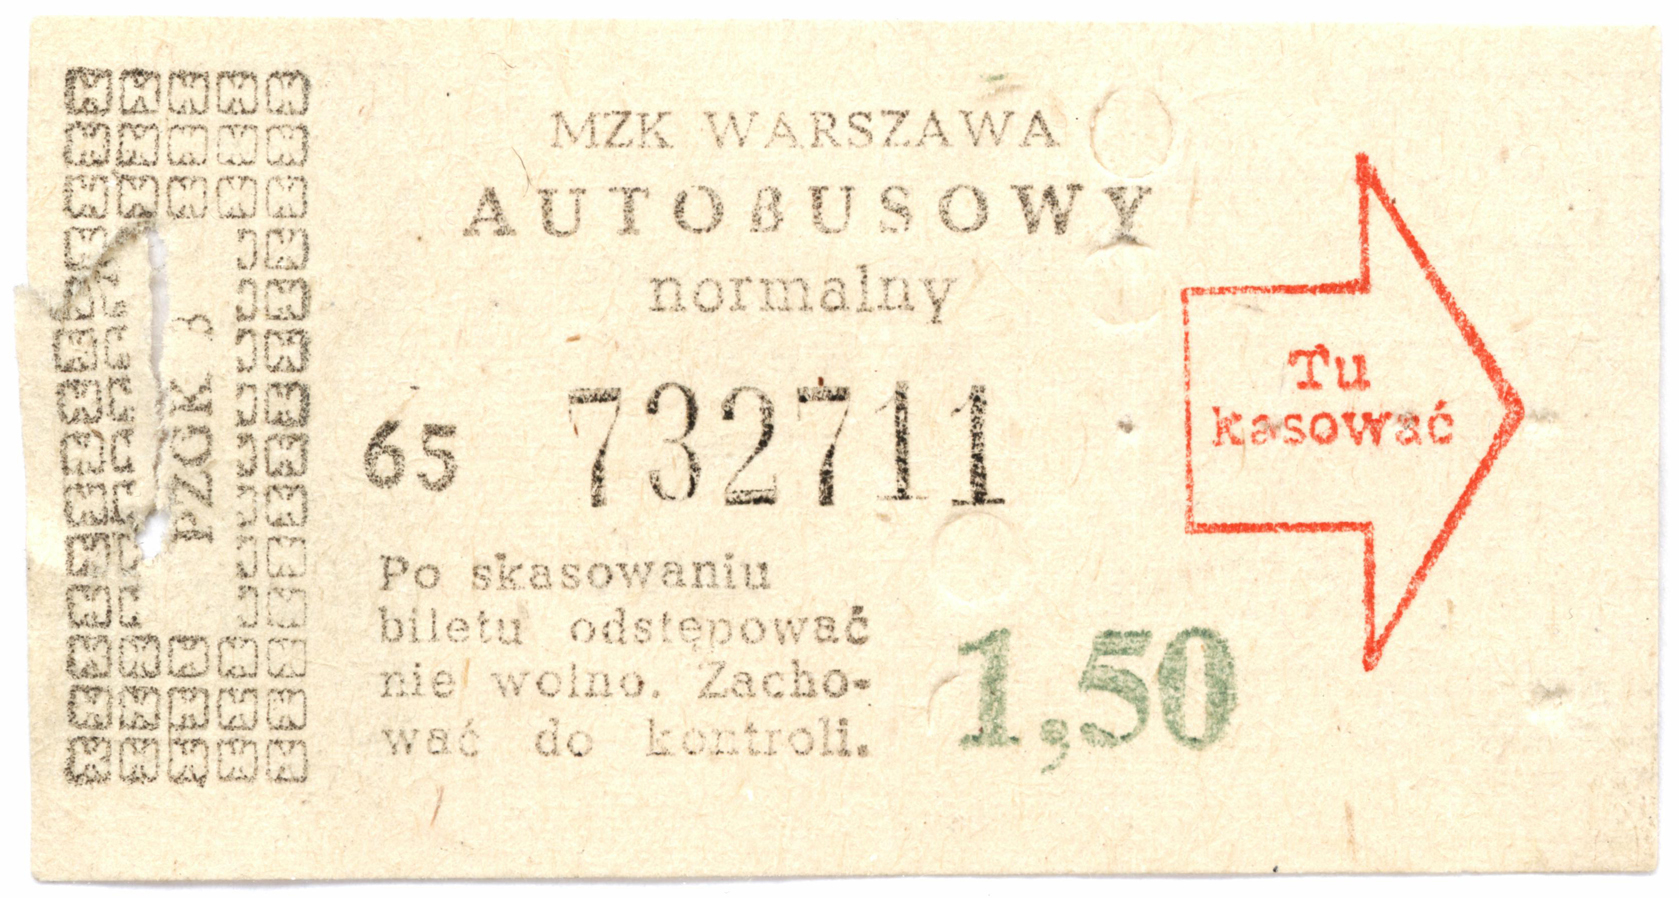 MZK WARSZAWA
AUTOBUSOWY
normalny
65 732711
Po skasowaniu
biletu odstępować
nie wolno. Zacho-
wać do kontroli.
1,50
Tu
kasować
PZGK